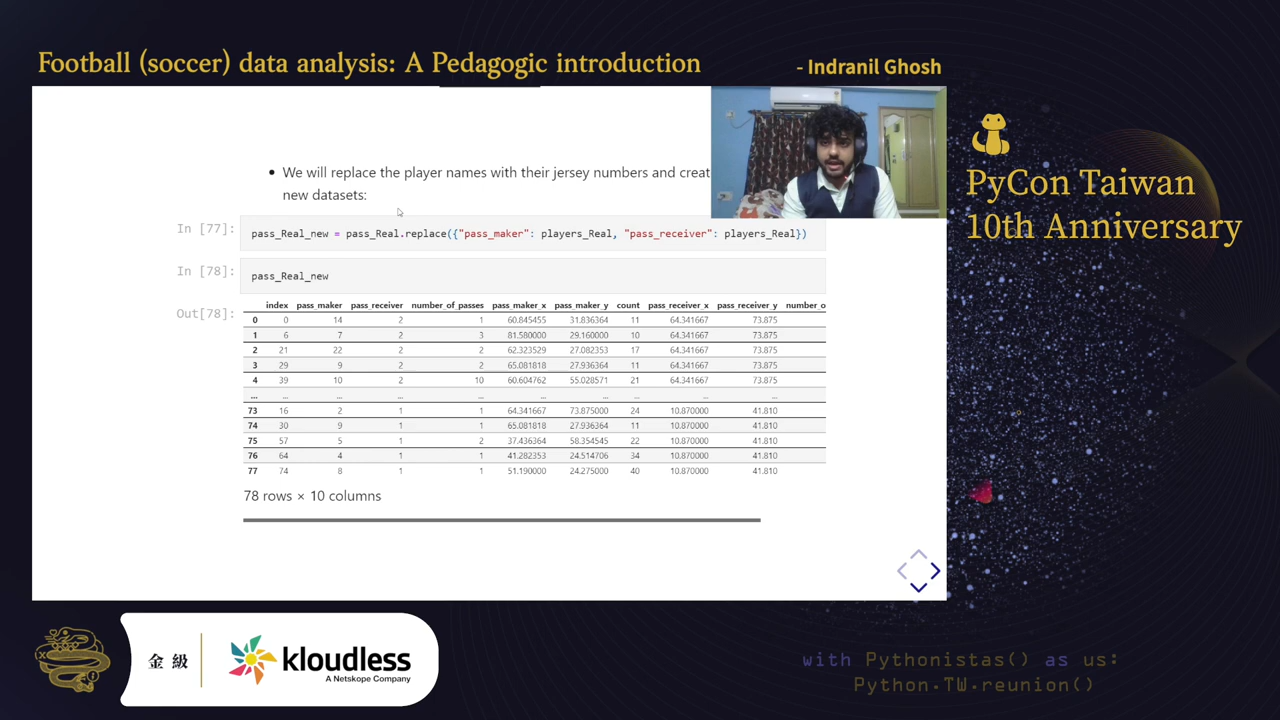 Football (soccer) data analysis: A Pedagogic introduction
- Indranil Ghosh
PyCon Taiwan
10th Anniversary
• We will replace the player names with their jersey numbers and creat
new datasets:
In [77]: pass_Real_new = pass_Real.replace({"pass_maker": players_Real, "pass_receiver": players_Real})
In [78]: pass_Real_new
Out[78]:
index pass_maker pass_receiver number_of_passes pass_maker_x pass_maker_y count pass_receiver_x pass_receiver_y number_o
0 0 14 2 1 60.845455 31.836364 11 64.341667 73.875
1 6 7 2 3 81.580000 29.160000 10 64.341667 73.875
2 21 22 2 2 62.323529 27.082353 17 64.341667 73.875
3 29 9 2 2 65.081818 27.936364 11 64.341667 73.875
4 39 10 2 10 60.604762 55.028571 21 64.341667 73.875
... ... ... ... ... ... ... ... ... ...
73 16 2 1 1 64.341667 73.875000 24 10.870000 41.810
74 30 9 1 1 65.081818 27.936364 11 10.870000 41.810
75 57 5 1 2 37.436364 58.354545 22 10.870000 41.810
76 64 4 1 1 41.282353 24.514706 34 10.870000 41.810
77 74 8 1 1 51.190000 24.275000 40 10.870000 41.810
78 rows × 10 columns
金級
kloudless
A Netskope Company
with Pythonistas() as us:
Python.TW.reunion()